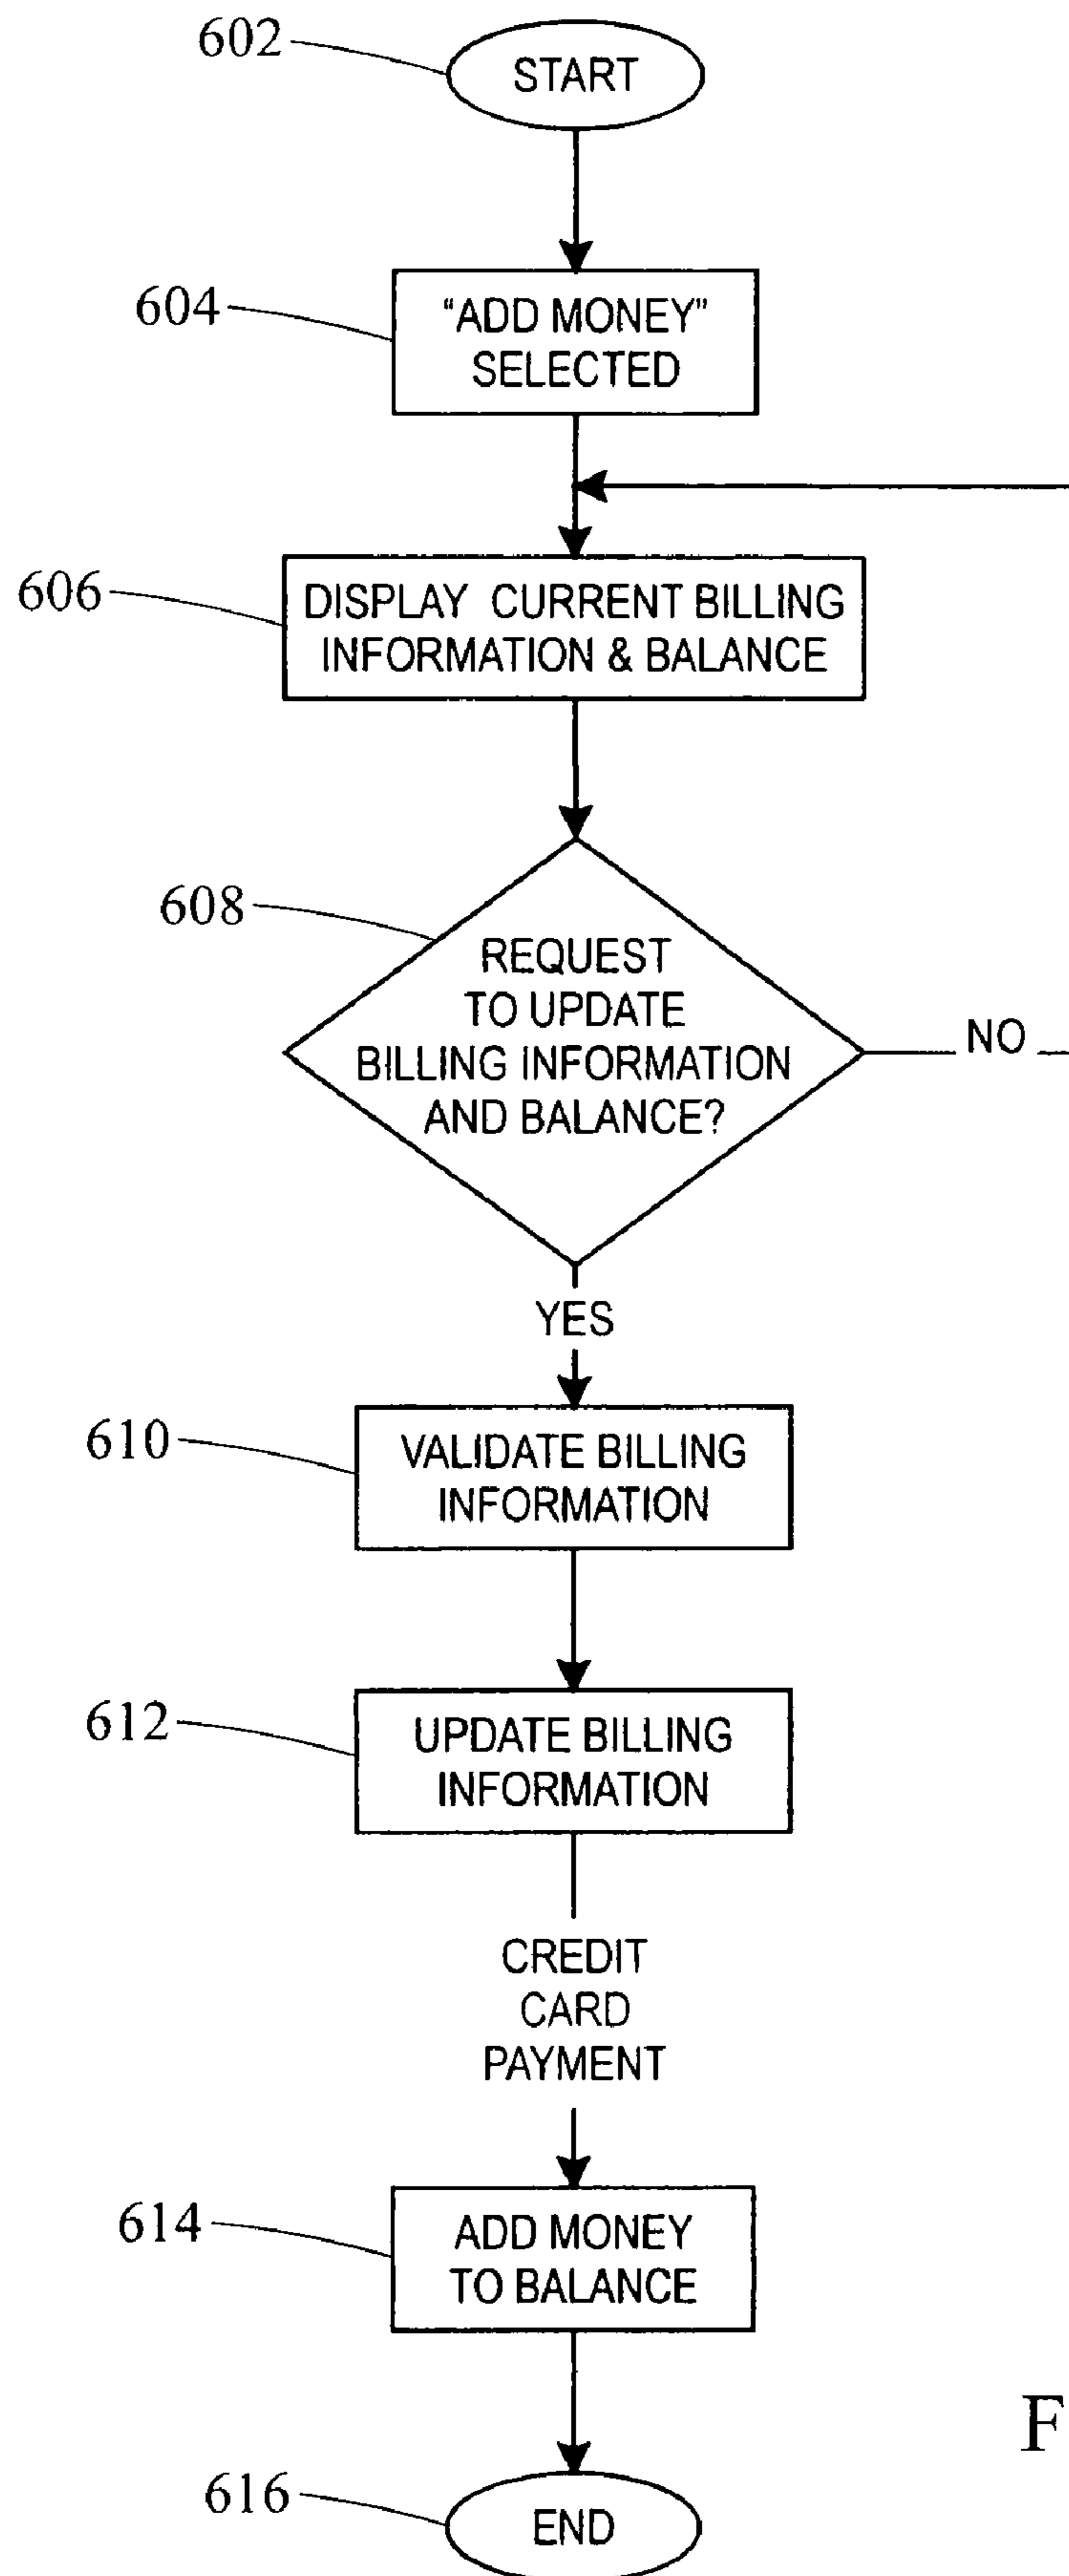 602
START
604
“ADD MONEY”
SELECTED
606
DISPLAY CURRENT BILLING
INFORMATION & BALANCE
608
REQUEST
TO UPDATE
BILLING INFORMATION
AND BALANCE?
NO
YES
610
VALIDATE BILLING
INFORMATION
612
UPDATE BILLING
INFORMATION
CREDIT
CARD
PAYMENT
614
ADD MONEY
TO BALANCE
F
616
END